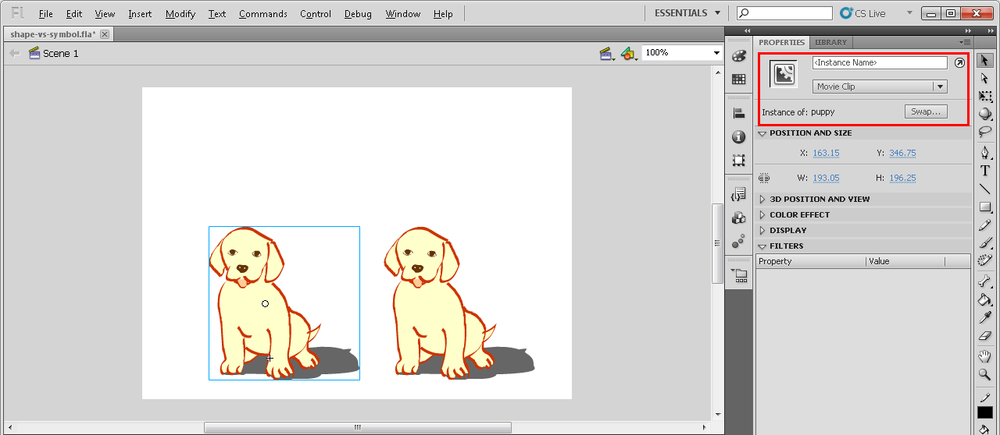 Fl File Edit View Insert Modify Text Commands Control Debug Window Help ESSENTIALS CS Live
shape-vs-symbol.fla*
Scene 1 100%
PROPERTIES LIBRARY
<Instance Name>
Movie Clip
Instance of: puppy Swap...
POSITION AND SIZE
X: 163.15 Y: 346.75
W: 193.05 H: 196.25
3D POSITION AND VIEW
COLOR EFFECT
DISPLAY
FILTERS
Property Value
T